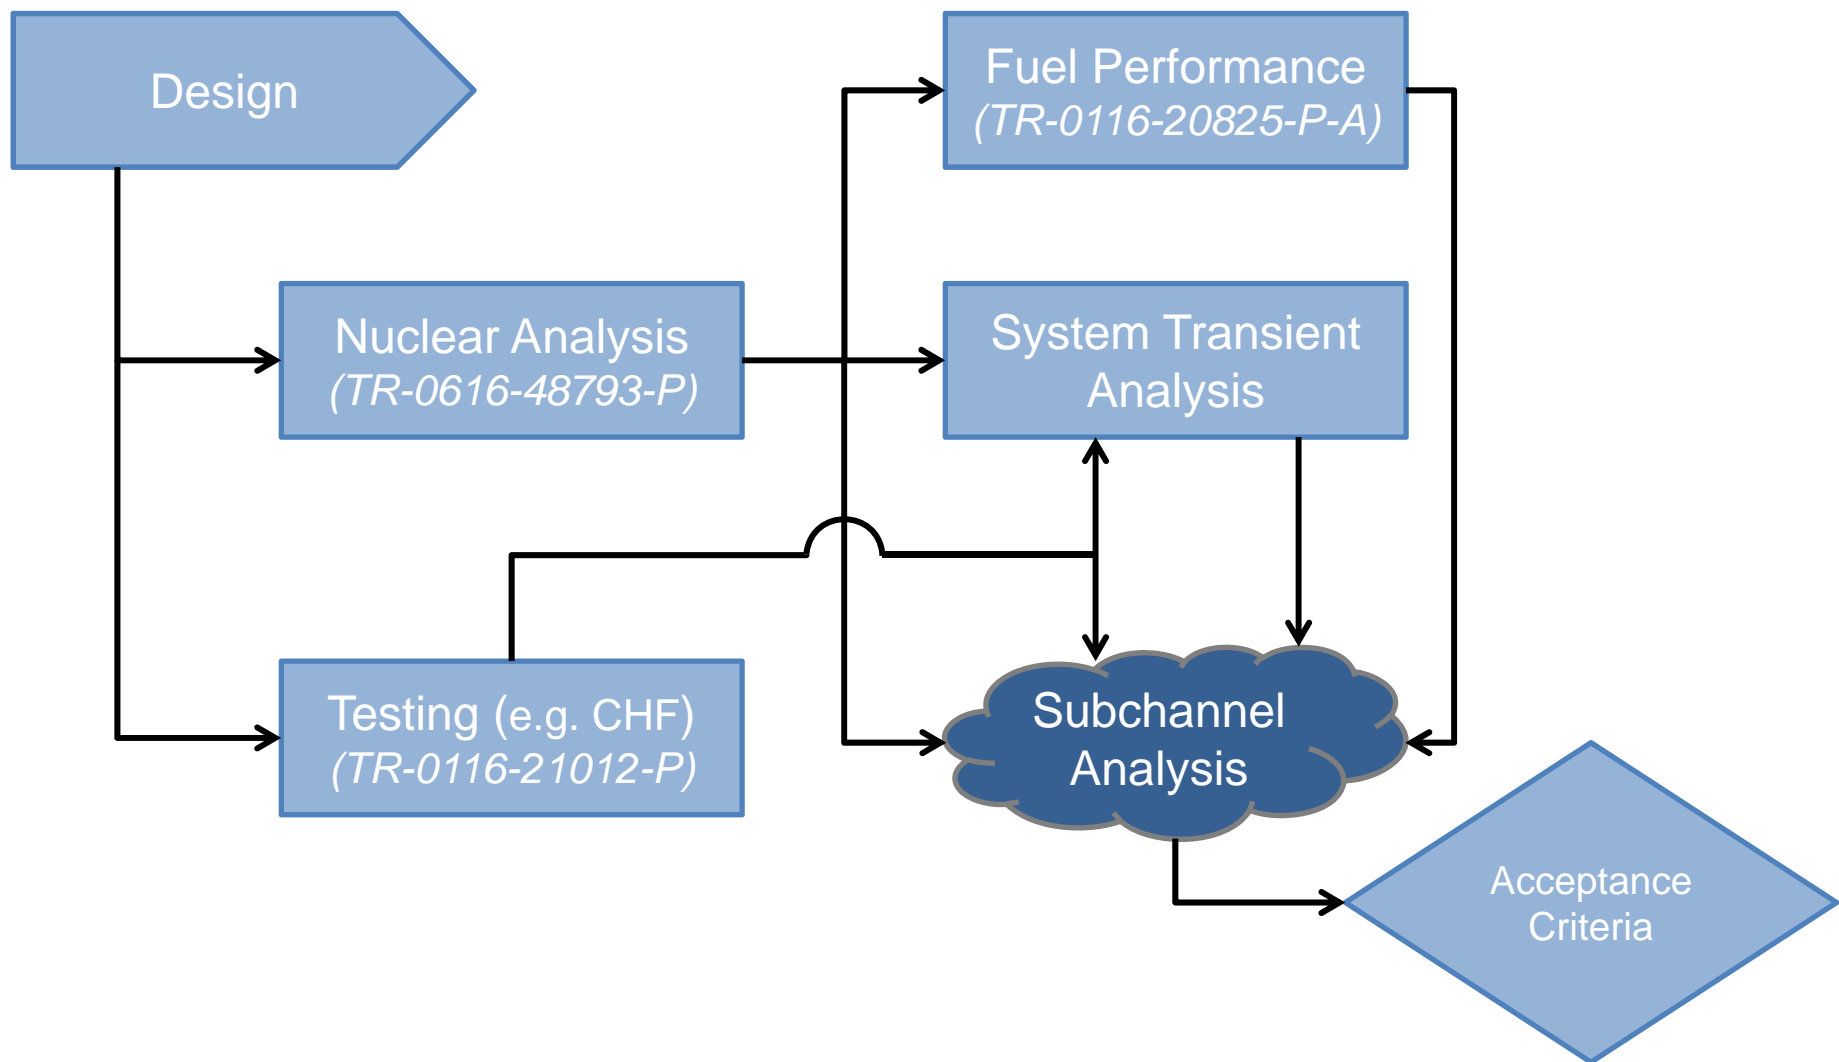 Design
Fuel Performance
(TR-0116-20825-P-A)
Nuclear Analysis
(TR-0616-48793-P)
System Transient
Analysis
Testing (e.g. CHF)
(TR-0116-21012-P)
Subchannel
Analysis
Acceptance
Criteria